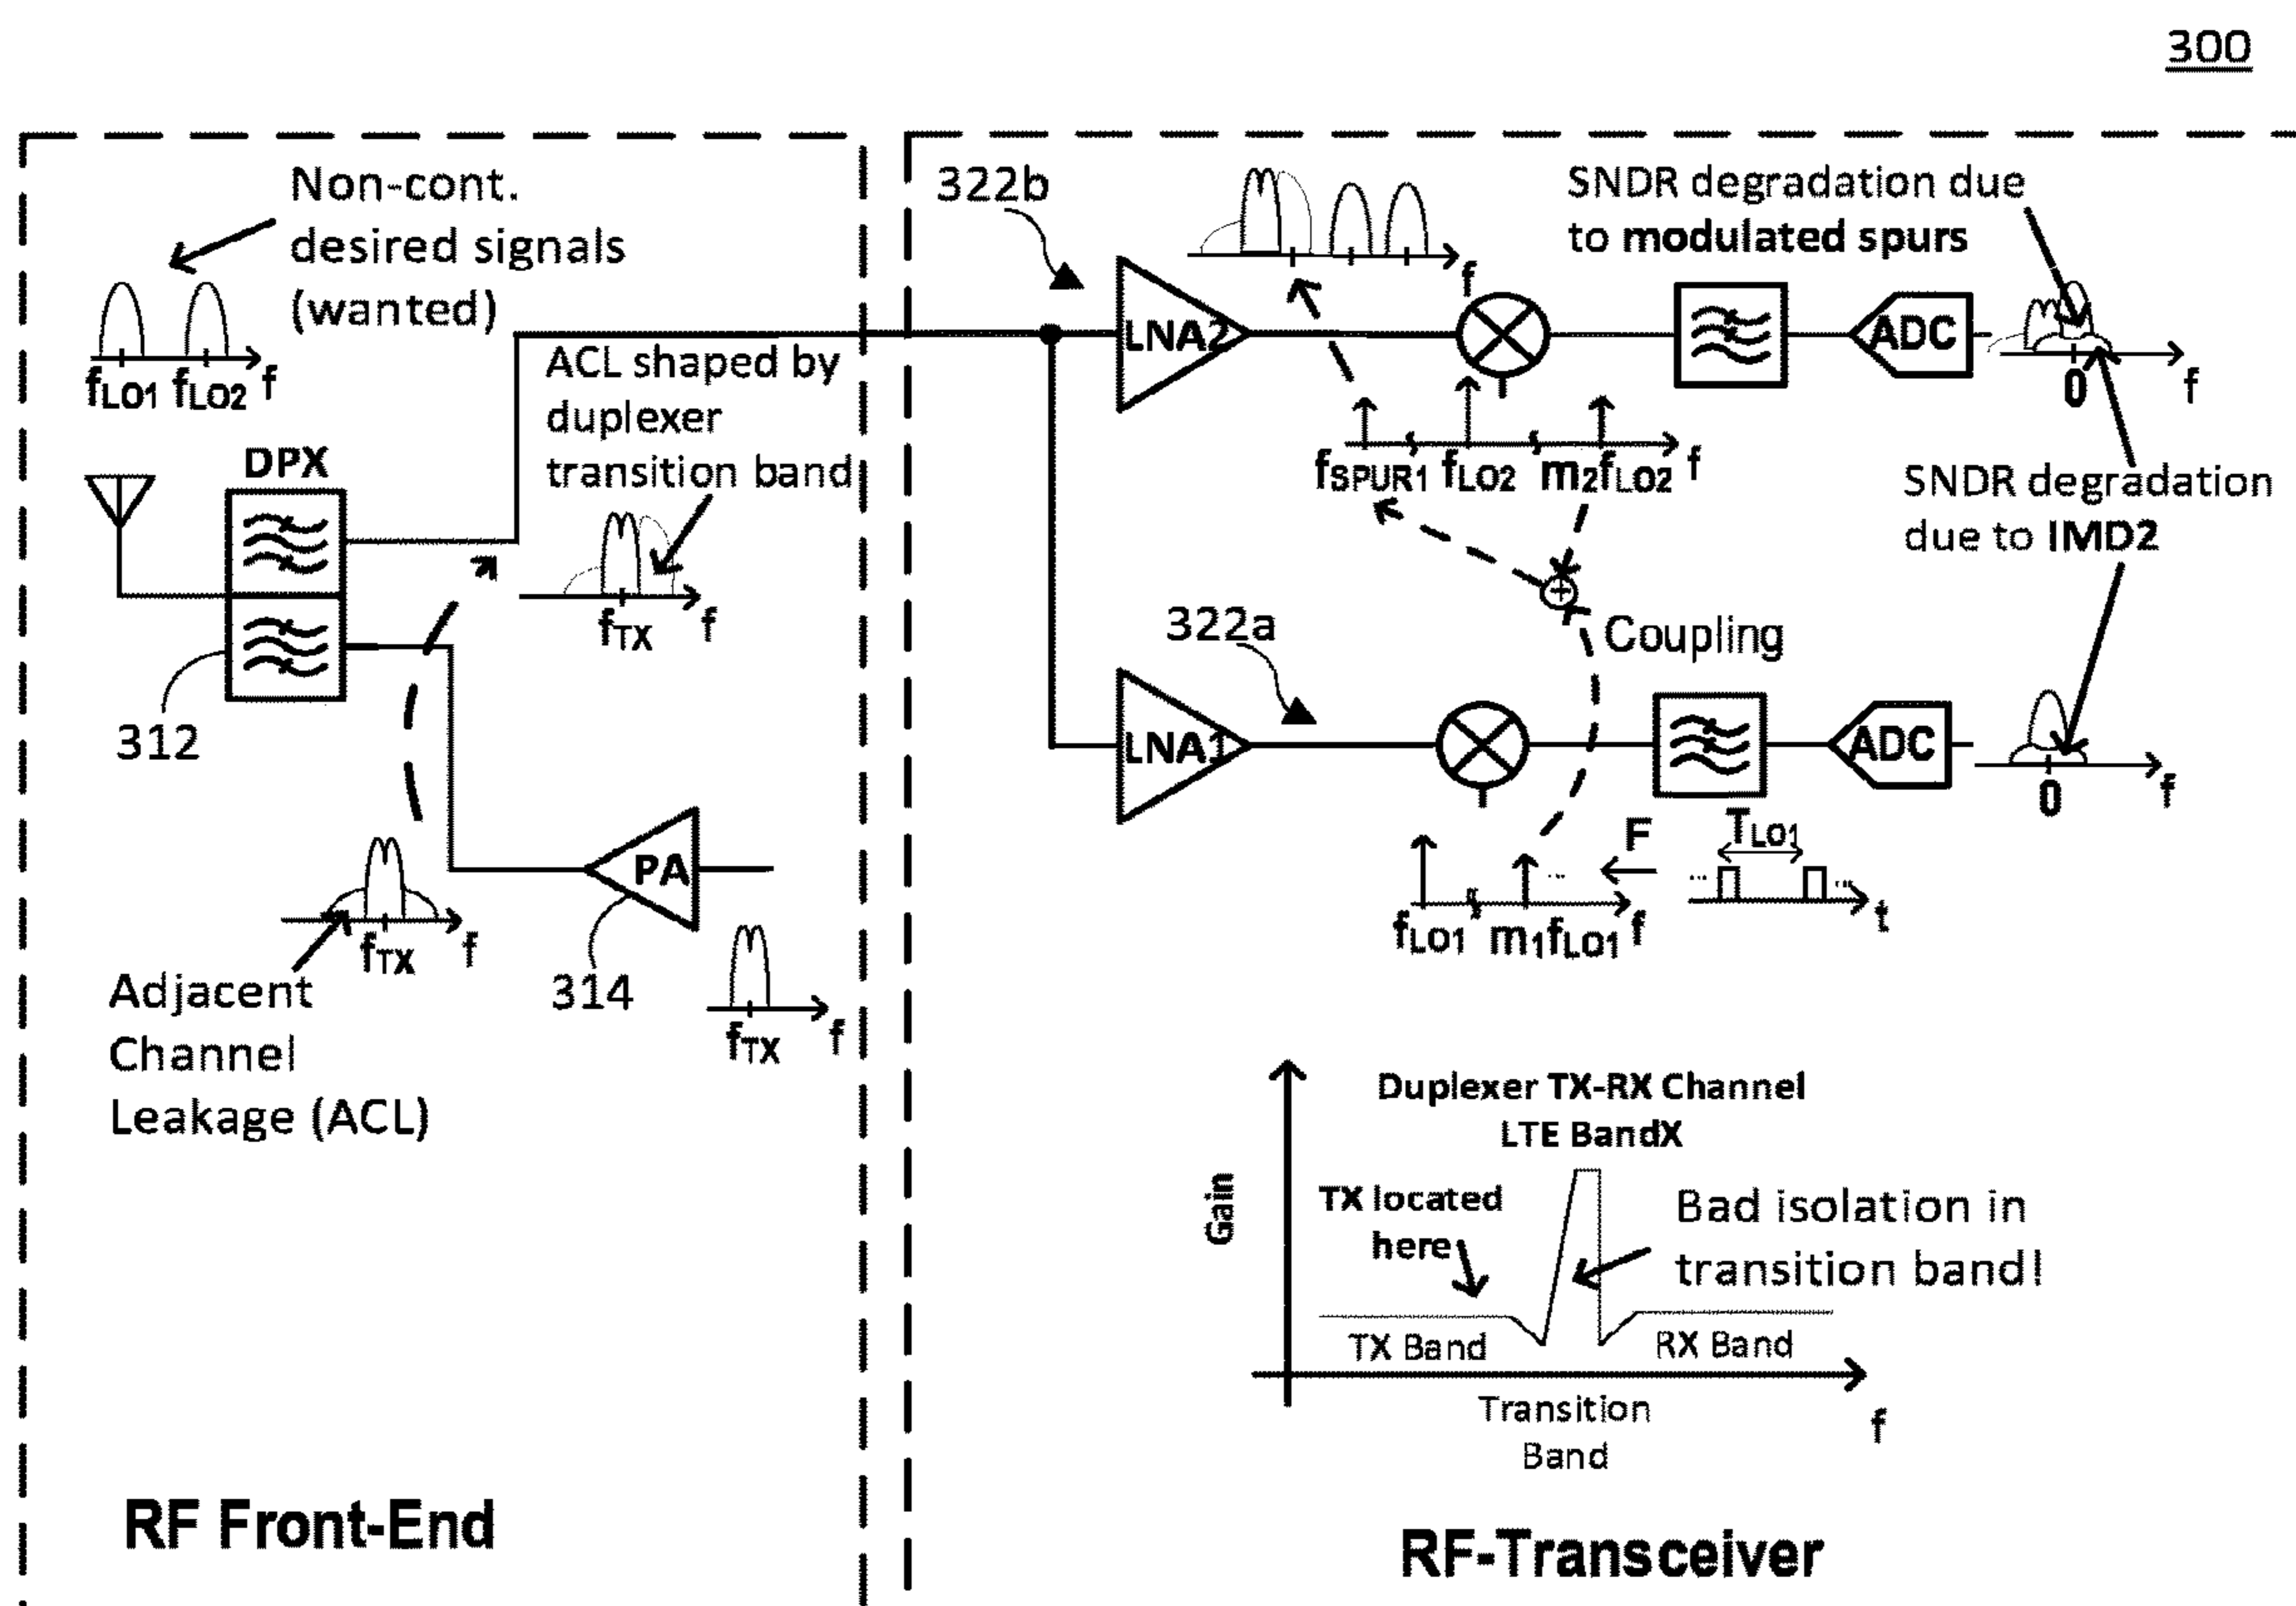 300
Non-cont.
desired signals
(wanted)
fLO1 fLO2 f
ACL shaped by
duplexer
transition band
DPX
fTX f
312
PA
314
fTX f
fTX f
Adjacent
Channel
Leakage (ACL)
RF Front-End
322b
f
SNDR degradation due
to modulated spurs
LNA2
ADC
0 f
fSPUR1 fLO2 m2fLO2 f
SNDR degradation
due to IMD2
+
Coupling
322a
LNA1
ADC
0 f
fLO1 m1fLO1 f
...
F
TLO1
... ...
t
Duplexer TX-RX Channel
LTE BandX
Gain
TX located
here
Bad isolation in
transition band!
TX Band
RX Band
Transition
Band
f
RF-Transceiver